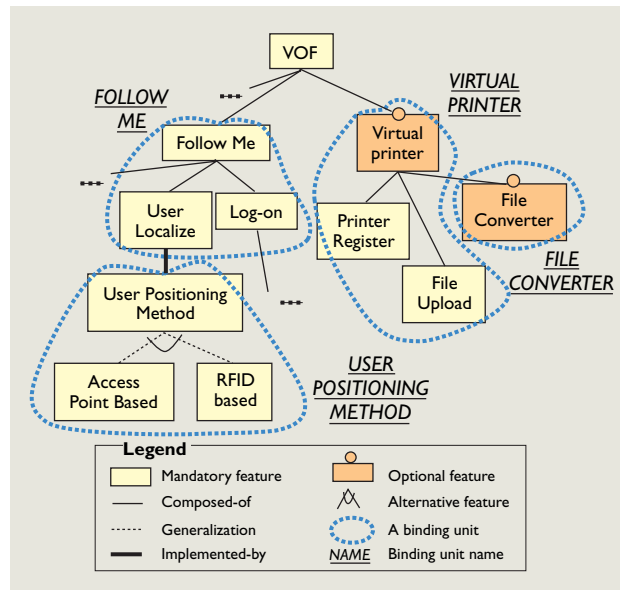 VOF
FOLLOW
ME
VIRTUAL
PRINTER
Follow Me
Virtual
printer
User
Localize
Log-on
Printer
Register
File
Converter
File
Upload
FILE
CONVERTER
User Positioning
Method
Access
Point Based
RFID
based
USER
POSITIONING
METHOD
Legend
Mandatory feature
Optional feature
Composed-of
Alternative feature
Generalization
A binding unit
Implemented-by
NAME Binding unit name